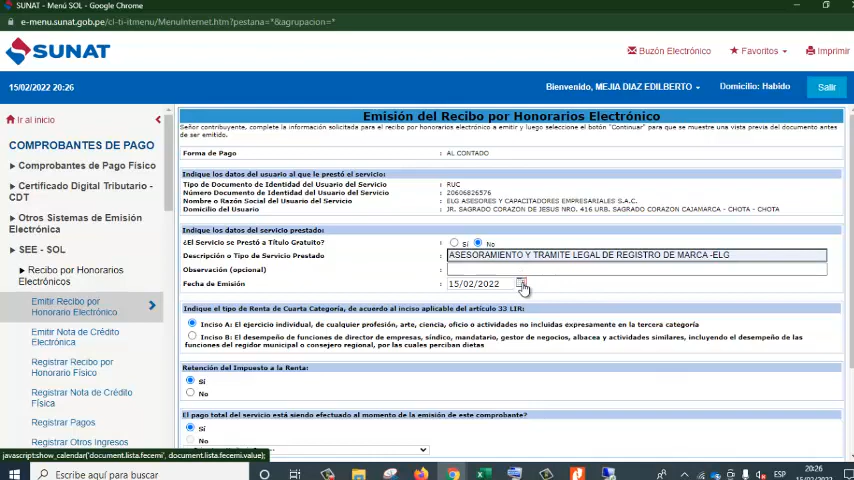 SUNAT - Menú SOL - Google Chrome
e-menu.sunat.gob.pe/cl-ti-itmenu/MenuInternet.htm?pestana=*&agrupacion=*
SUNAT
Buzón Electrónico
Favoritos
Imprimir
15/02/2022 20:26
Bienvenido, MEJIA DIAZ EDILBERTO
Domicilio: Habido
Salir
Ir al inicio
COMPROBANTES DE PAGO
Comprobantes de Pago Físico
Certificado Digital Tributario -
CDT
Otros Sistemas de Emisión
Electrónica
SEE - SOL
Recibo por Honorarios
Electrónicos
Emitir Recibo por
Honorario Electrónico
Emitir Nota de Crédito
Electrónica
Registrar Recibo por
Honorario Físico
Registrar Nota de Crédito
Física
Registrar Pagos
Registrar Otros Ingresos
Emisión del Recibo por Honorarios Electrónico
Señor contribuyente, complete la información solicitada para el recibo por honorarios electrónico a emitir y luego seleccione el botón "Continuar" para que se muestre una vista previa del documento antes
de ser emitido.
Forma de Pago : AL CONTADO
Indique los datos del usuario al que le prestó el servicio:
Tipo de Documento de Identidad del Usuario del Servicio : RUC
Número Documento de Identidad del Usuario del Servicio : 20606826576
Nombre o Razón Social del Usuario del Servicio : ELG ASESORES Y CAPACITADORES EMPRESARIALES S.A.C.
Domicilio del Usuario : JR. SAGRADO CORAZON DE JESUS NRO. 416 URB. SAGRADO CORAZON CAJAMARCA - CHOTA - CHOTA
Indique los datos del servicio prestado:
¿El Servicio se Prestó a Título Gratuito? : Sí No
Descripción o Tipo de Servicio Prestado : ASESORAMIENTO Y TRAMITE LEGAL DE REGISTRO DE MARCA -ELG
Observación (opcional) :
Fecha de Emisión : 15/02/2022
Indique el tipo de Renta de Cuarta Categoría, de acuerdo al inciso aplicable del artículo 33 LIR:
Inciso A: El ejercicio individual, de cualquier profesión, arte, ciencia, oficio o actividades no incluidas expresamente en la tercera categoría
Inciso B: El desempeño de funciones de director de empresas, síndico, mandatario, gestor de negocios, albacea y actividades similares, incluyendo el desempeño de las
funciones del regidor municipal o consejero regional, por las cuales perciban dietas
Retención del Impuesto a la Renta:
Sí
No
El pago total del servicio está siendo efectuado al momento de la emisión de este comprobante?
Sí
No
javascript:show_calendar('document.lista.fecemi', document.lista.fecemi.value);
Escribe aquí para buscar
ESP
20:26
15/02/2022